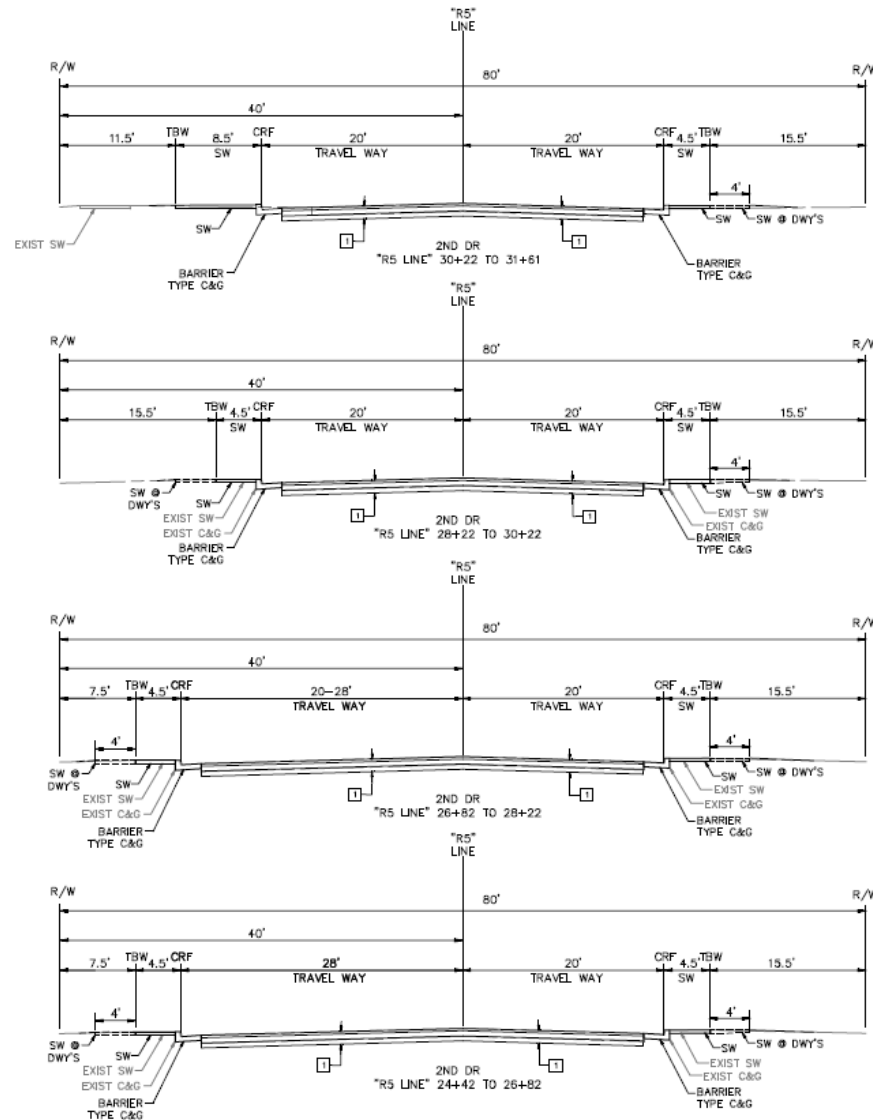 "R5"
LINE
R/W
R/W
80'
40'
11.5'
TBW
8.5'
SW
CRF
20'
TRAVEL WAY
20'
TRAVEL WAY
CRF
4.5'
SW
TBW
15.5'
4'
EXIST SW
SW
BARRIER
TYPE C&G
1
2ND DR
"R5 LINE" 30+22 TO 31+61
1
SW
SW @ DWY'S
BARRIER
TYPE C&G
"R5"
LINE
R/W
R/W
80'
40'
15.5'
TBW
4.5'
SW
CRF
20'
TRAVEL WAY
20'
TRAVEL WAY
CRF
4.5'
SW
TBW
15.5'
4'
SW @
DWY'S
SW
EXIST SW
EXIST C&G
BARRIER
TYPE C&G
1
2ND DR
"R5 LINE" 28+22 TO 30+22
1
SW
SW @ DWY'S
EXIST SW
EXIST C&G
BARRIER
TYPE C&G
"R5"
LINE
R/W
R/W
80'
40'
7.5'
TBW
4.5'
CRF
20-28'
TRAVEL WAY
20'
TRAVEL WAY
CRF
4.5'
SW
TBW
15.5'
4'
4'
SW @
DWY'S
SW
EXIST SW
EXIST C&G
BARRIER
TYPE C&G
1
2ND DR
"R5 LINE" 26+82 TO 28+22
1
SW
SW @ DWY'S
EXIST SW
EXIST C&G
BARRIER
TYPE C&G
"R5"
LINE
R/W
R/W
80'
40'
7.5'
TBW
4.5'
CRF
28'
TRAVEL WAY
20'
TRAVEL WAY
CRF
4.5'
SW
TBW
15.5'
4'
4'
SW @
DWY'S
SW
EXIST SW
EXIST C&G
BARRIER
TYPE C&G
1
2ND DR
"R5 LINE" 24+42 TO 26+82
1
SW
SW @ DWY'S
EXIST SW
EXIST C&G
BARRIER
TYPE C&G